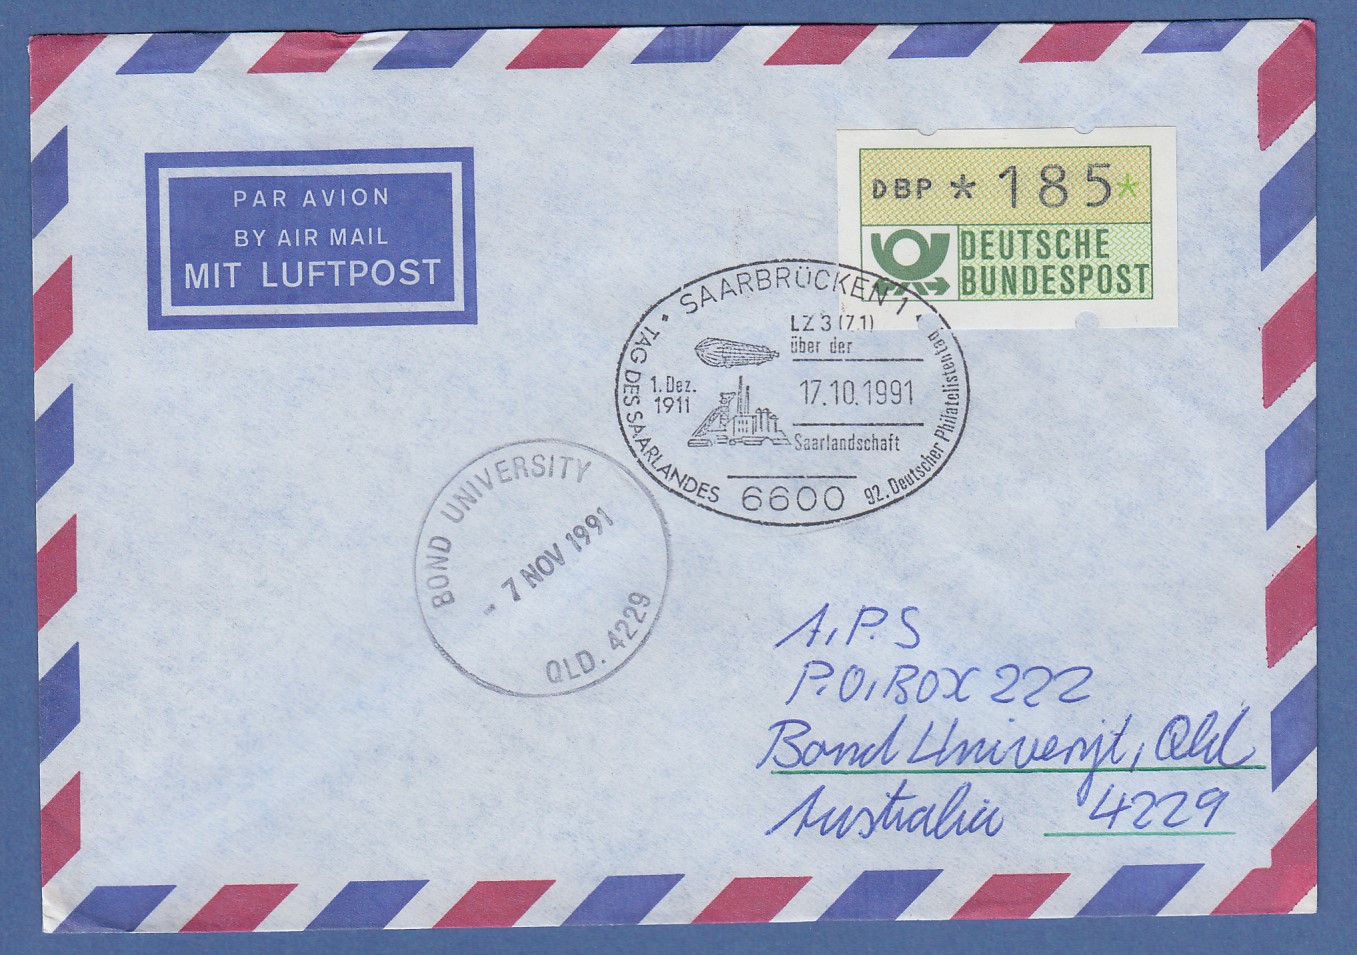 PAR AVION
BY AIR MAIL
MIT LUFTPOST
DBP * 185*
DEUTSCHE
BUNDESPOST
SAARBRÜCKEN 1
TAG DES SAARLANDES
92. Deutscher Philatelistentag
LZ 3 (Z1)
über der
1. Dez.
1911
17.10.1991
Saarlandschaft
6600
BOND UNIVERSITY
- 7 NOV 1991
QLD. 4229
A.P.S
P.O.BOX 222
Bond Universjt, Qld
Australia 4229